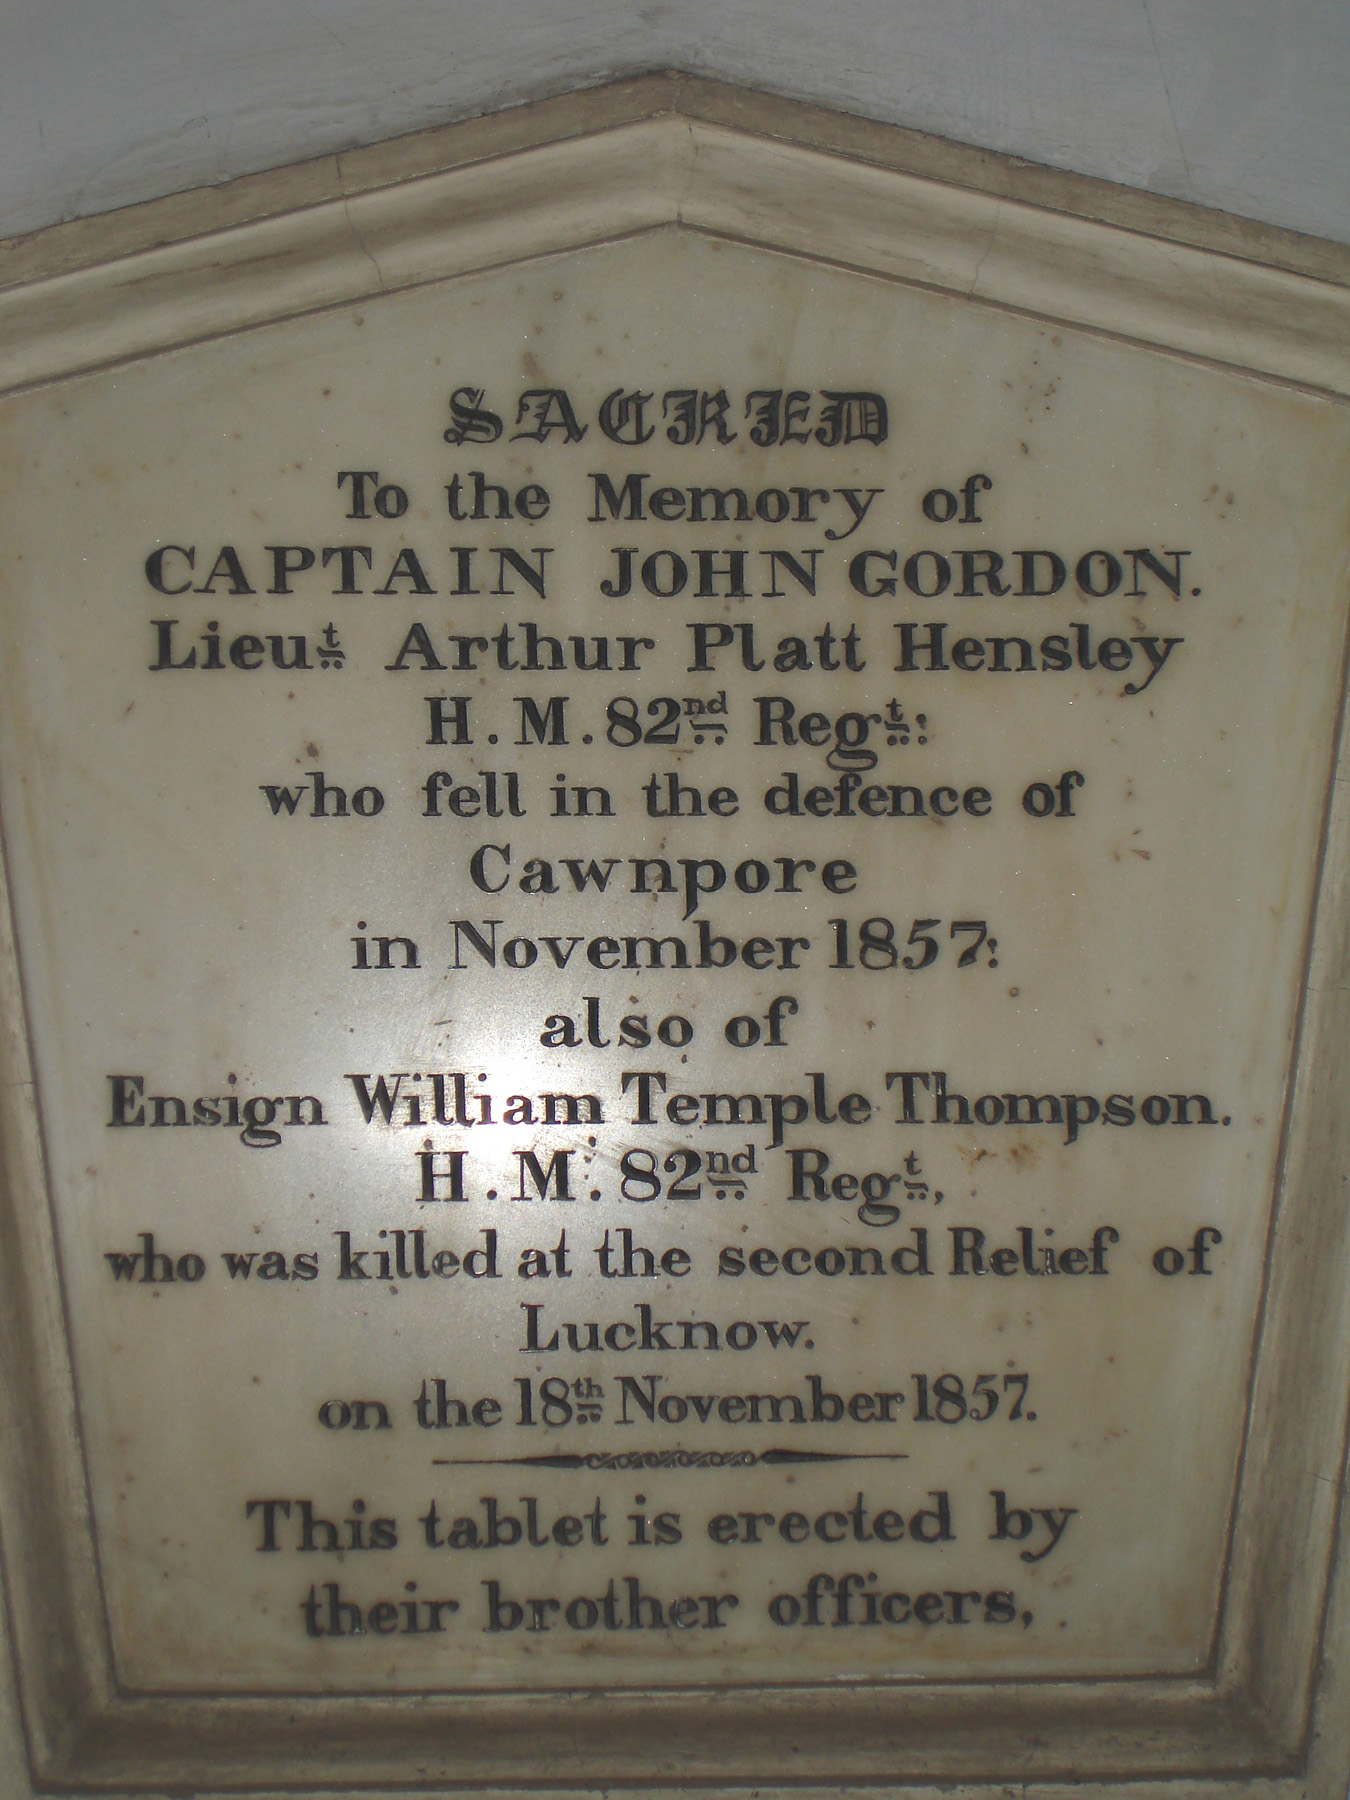 SACRED
To the Memory of
CAPTAIN JOHN GORDON.
Lieut. Arthur Platt Hensley
H.M. 82nd Regt:
who fell in the defence of
Cawnpore
in November 1857:
also of
Ensign William Temple Thompson.
H.M. 82nd Regt,
who was killed at the second Relief of
Lucknow.
on the 18th November 1857.
This tablet is erected by
their brother officers,